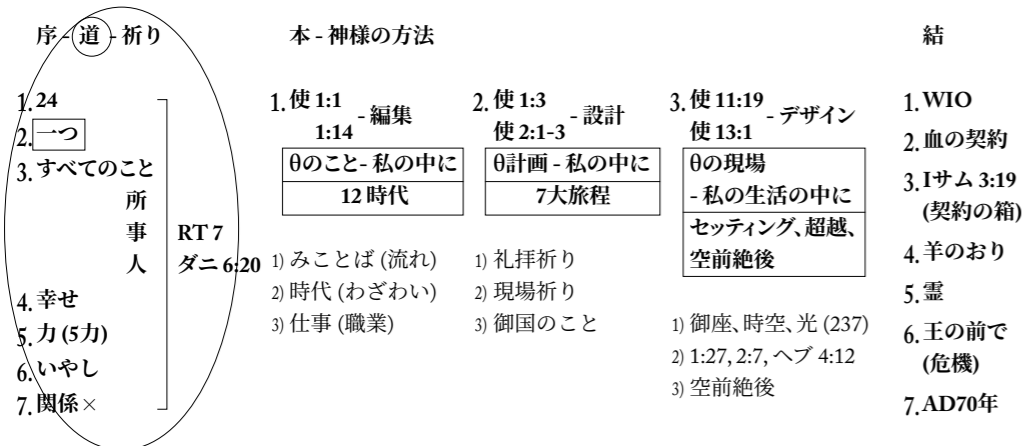 序 - 道 - 祈り
1. 24
2. 一つ
3. すべてのこと
所
事
人
4. 幸せ
5. 力 (5力)
6. いやし
7. 関係 ×
RT 7
ダニ 6:20
本 - 神様の方法
1. 使 1:1
1:14
- 編集
θのこと- 私の中に
12 時代
1) みことば (流れ)
2) 時代 (わざわい)
3) 仕事 (職業)
2. 使 1:3
使 2:1-3
- 設計
θ計画 - 私の中に
7大旅程
1) 礼拝祈り
2) 現場祈り
3) 御国のこと
3. 使 11:19
使 13:1
- デザイン
θの現場
- 私の生活の中に
セッティング、超越、
空前絶後
1) 御座、時空、光 (237)
2) 1:27, 2:7, ヘブ 4:12
3) 空前絶後
結
1. WIO
2. 血の契約
3. Iサム 3:19
(契約の箱)
4. 羊のおり
5. 霊
6. 王の前で
(危機)
7. AD70年